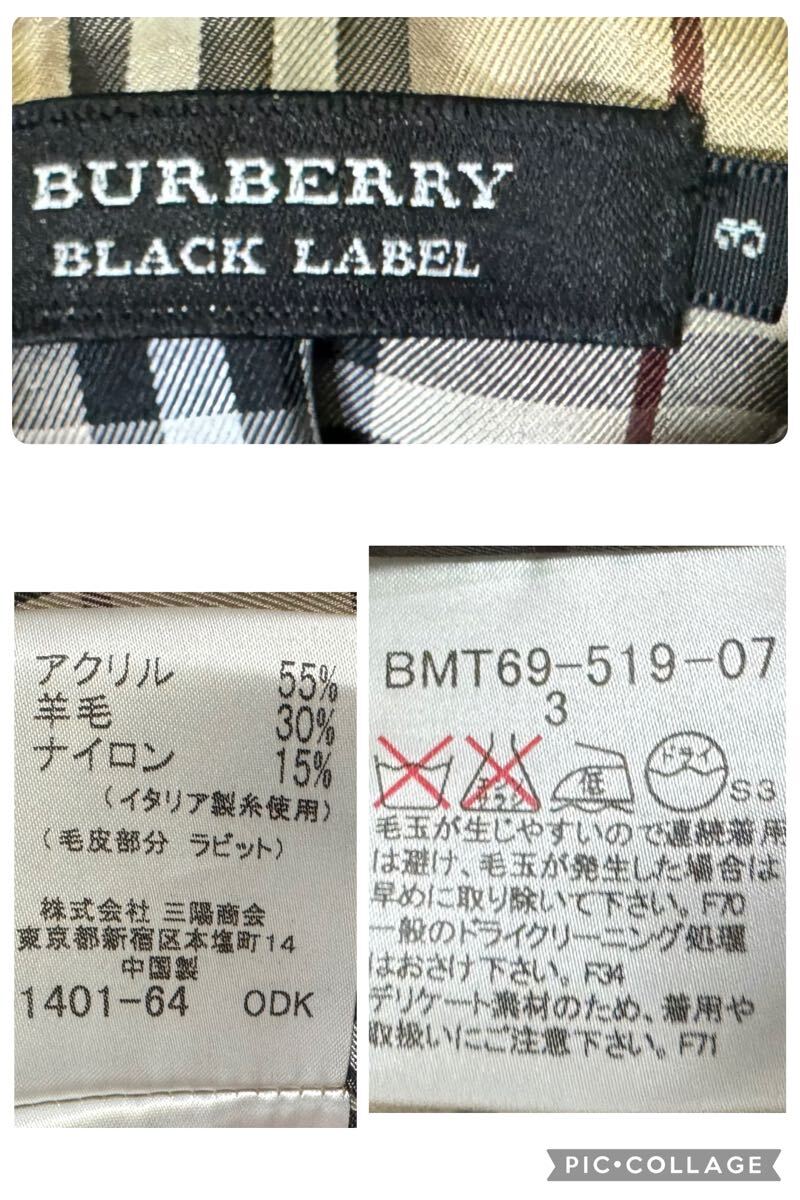 BURBERRY
BLACK LABEL
3
アクリル 55%
羊毛 30%
ナイロン 15%
(イタリア製糸使用)
(毛皮部分 ラビット)
株式会社 三陽商会
東京都新宿区本塩町14
中国製
1401-64 ODK
BMT69-519-07
3
エンソサラシ 低 ドライ S3
毛玉が生じやすいので連続着用
は避け、毛玉が発生した場合は
早めに取り除いて下さい。F70
一般のドライクリーニング処理
はおさけ下さい。F34
デリケート素材のため、着用や
取扱いにご注意下さい。F71
PIC•COLLAGE